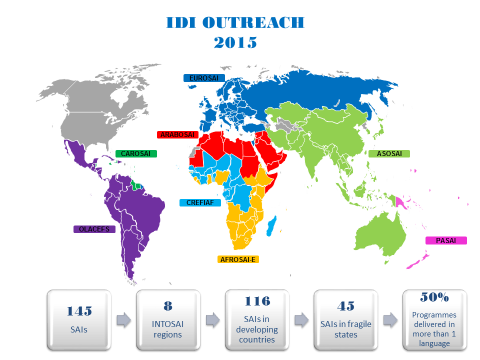 IDI OUTREACH
2015
EUROSAI
ARABOSAI
CAROSAI
ASOSAI
CREFIAF
OLACEFS
PASAI
AFROSAI-E
145
SAIs
8
INTOSAI
regions
116
SAIs in
developing
countries
45
SAIs in fragile
states
50%
Programmes
delivered in
more than 1
language